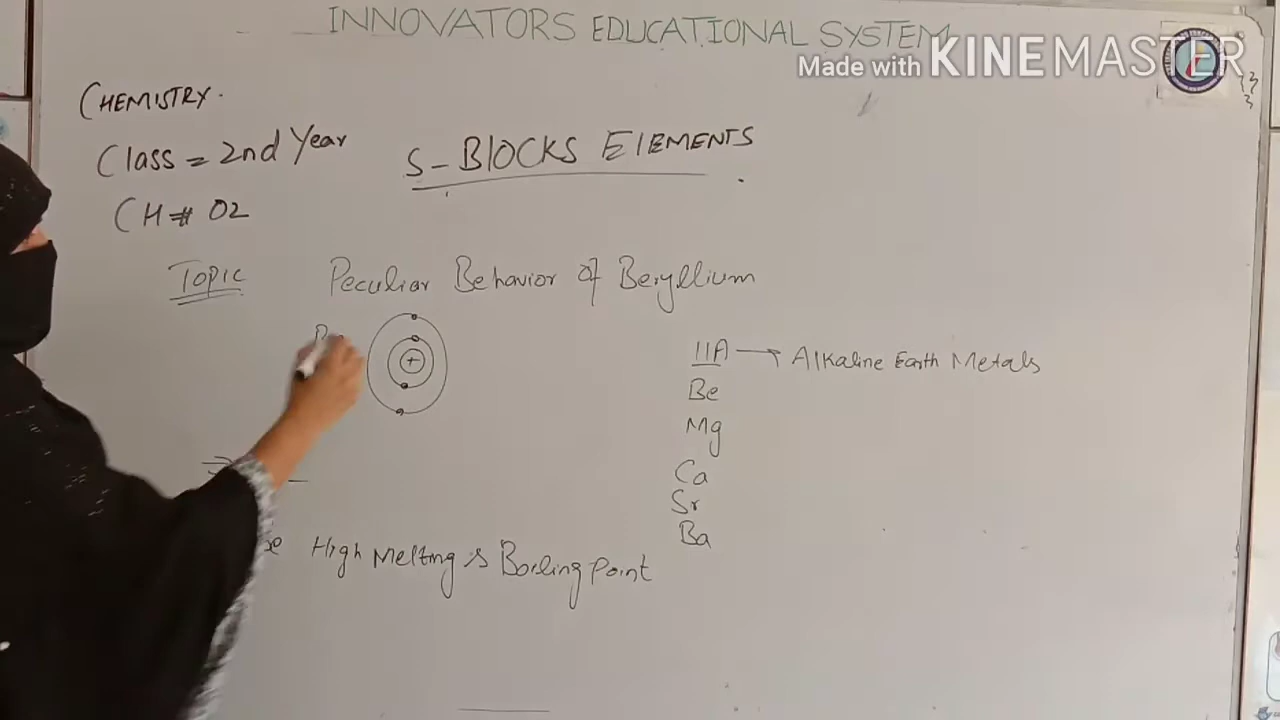 INNOVATORS EDUCATIONAL SYSTEM
Made with KINEMASTER
CHEMISTRY.
Class = 2nd Year
S-BLOCKS ElEMENTS
CH# 02
Topic Peculiar Behavior of Beryllium
+
IIA → Alkaline Earth Metals
Be
Mg
Ca
Sr
Ba
High Melting & Boiling Point